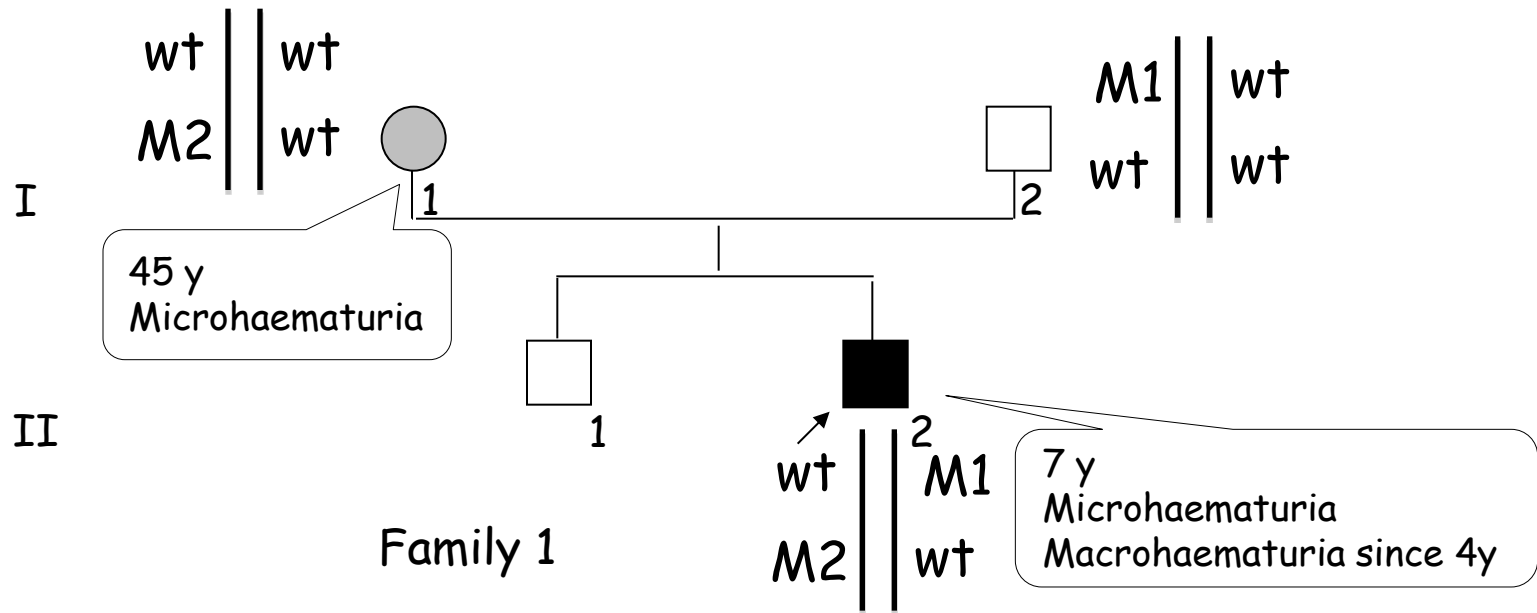 wt wt
M2 wt
M1 wt
wt wt
I
1
2
45 y
Microhaematuria
II
1
2
wt M1
M2 wt
7 y
Microhaematuria
Macrohaematuria since 4y
Family 1